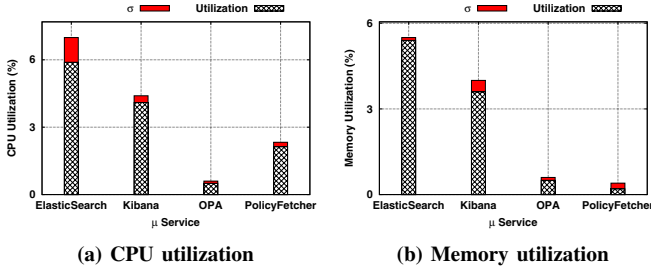 σ Utilization
CPU Utilization (%)
6
3
0
ElasticSearch Kibana OPA PolicyFetcher
μ Service
(a) CPU utilization
σ Utilization
Memory Utilization (%)
6
3
0
ElasticSearch Kibana OPA PolicyFetcher
μ Service
(b) Memory utilization